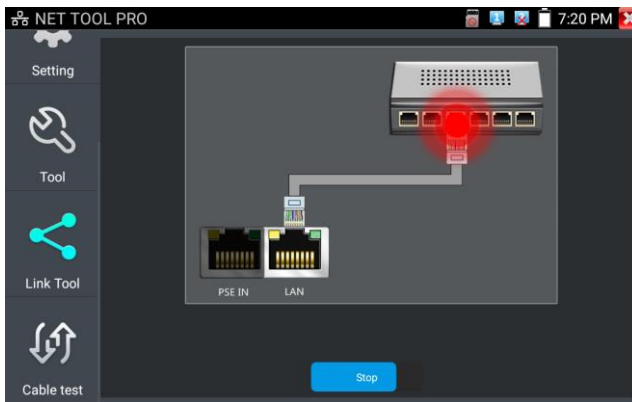 NET TOOL PRO
7:20 PM
Setting
Tool
Link Tool
Cable test
PSE IN
LAN
Stop